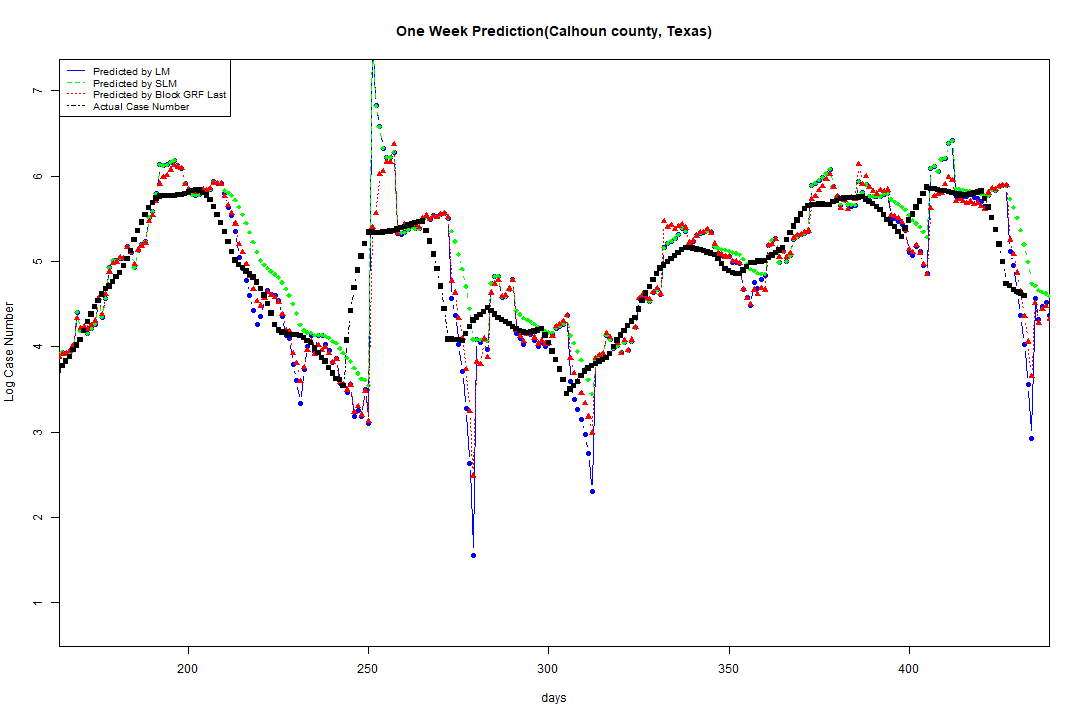 One Week Prediction(Calhoun county, Texas)
Predicted by LM
Predicted by SLM
Predicted by Block GRF Last
Actual Case Number
7
6
5
4
3
2
1
Log Case Number
200 250 300 350 400
days